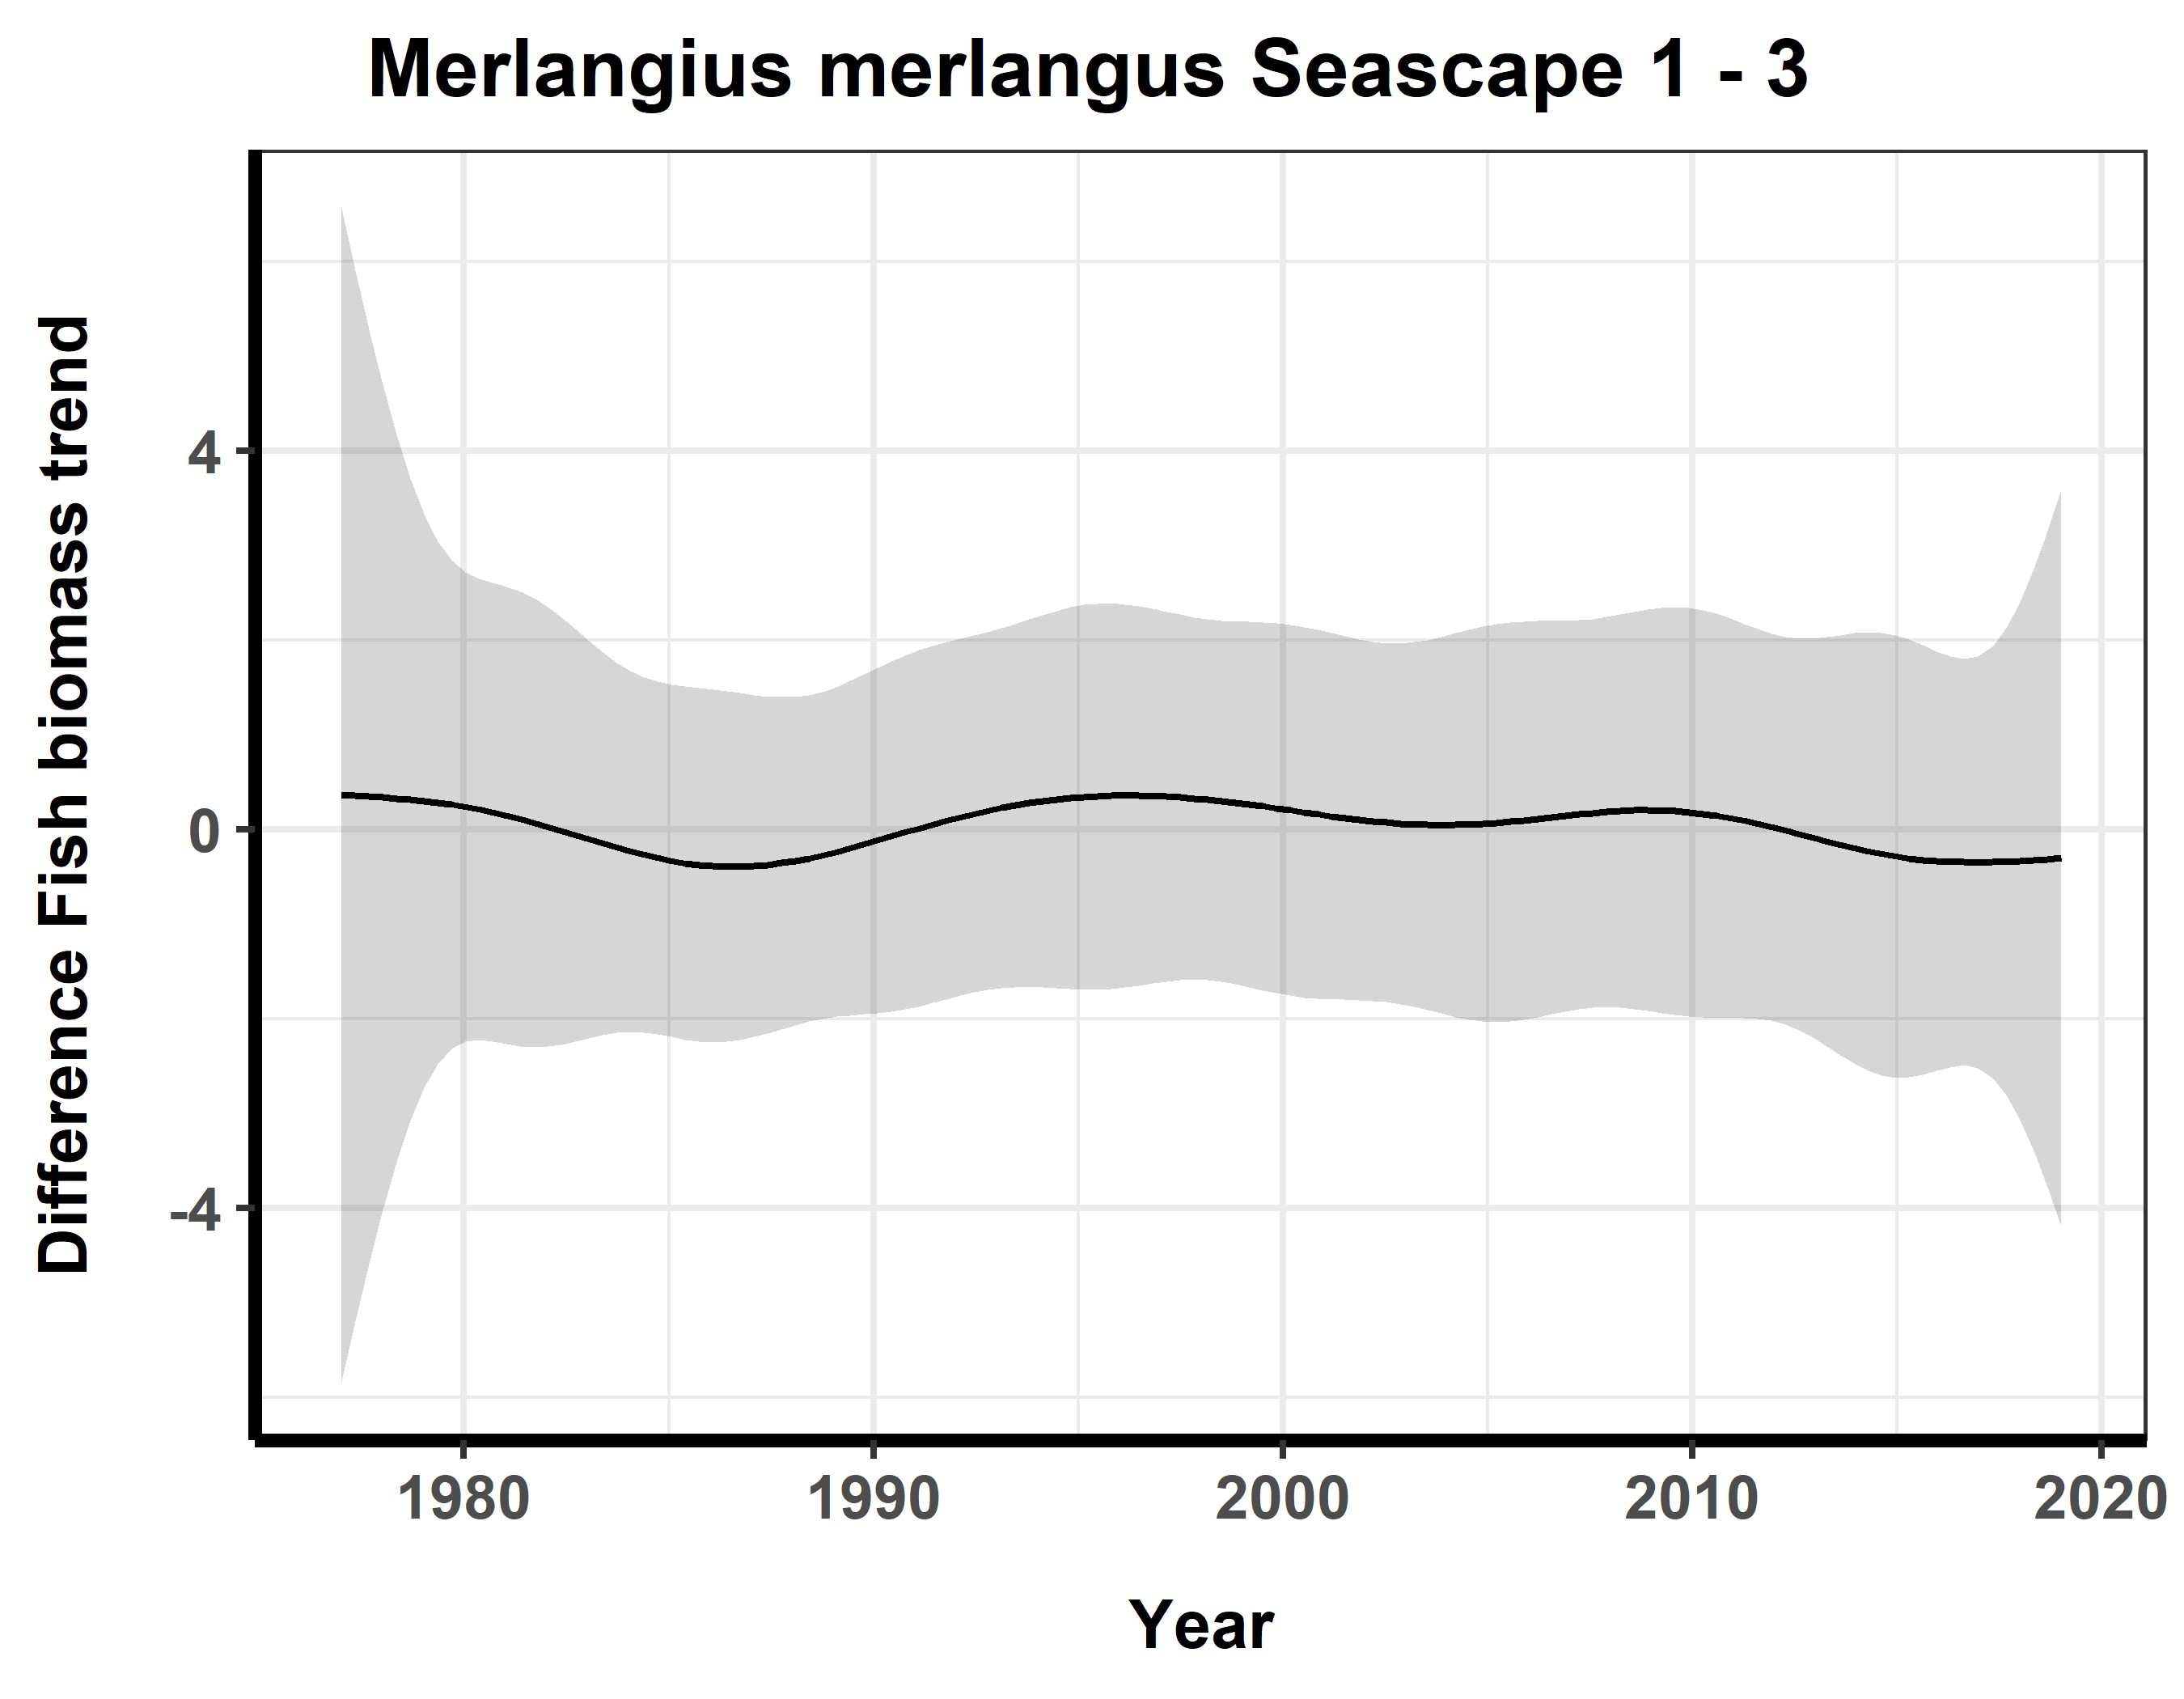 Merlangius merlangus Seascape 1 - 3
Difference Fish biomass trend
4
0
-4
1980 1990 2000 2010 2020
Year